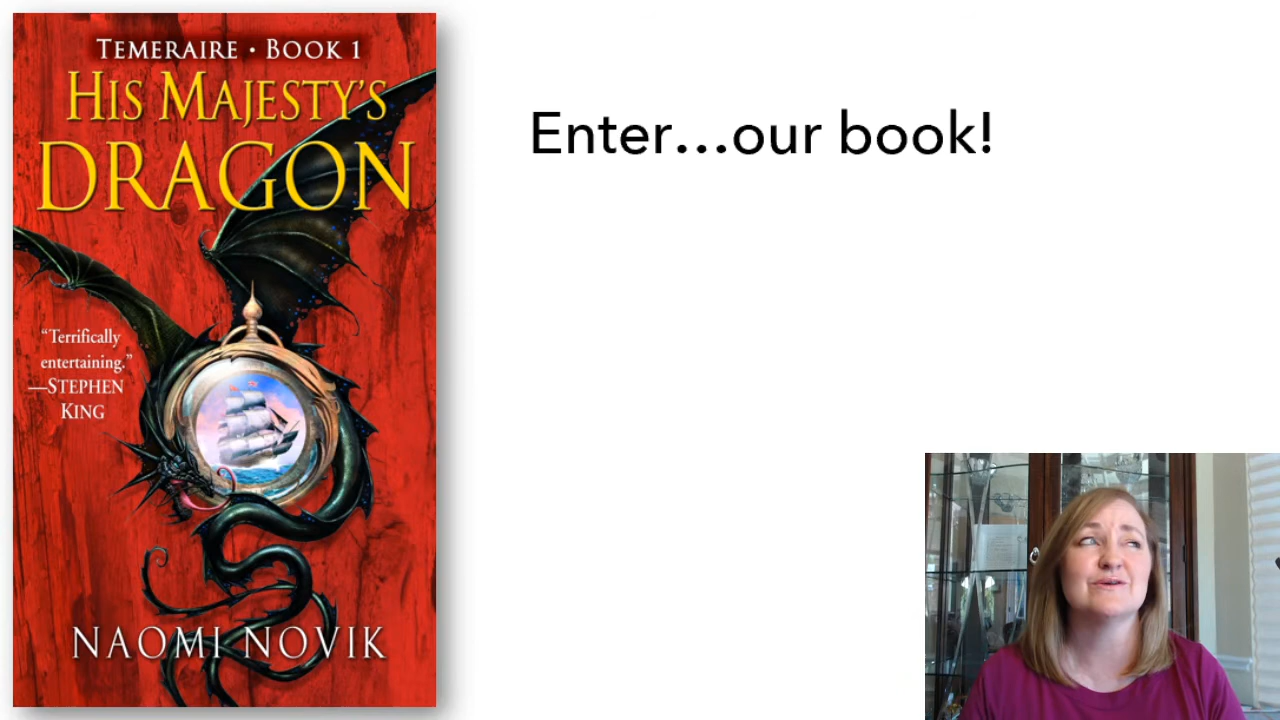 TEMERAIRE • BOOK 1
HIS MAJESTY'S
DRAGON
“Terrifically
entertaining.”
—STEPHEN
KING
NAOMI NOVIK
Enter...our book!